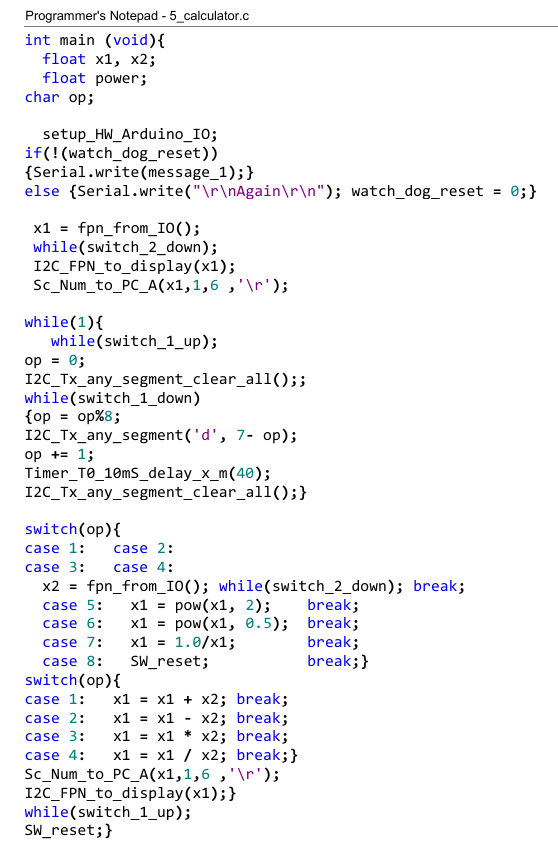 Programmer's Notepad - 5_calculator.c
int main (void){
float x1, x2;
float power;
char op;
setup_HW_Arduino_IO;
if(!(watch_dog_reset))
{Serial.write(message_1);}
else {Serial.write("\r\nAgain\r\n"); watch_dog_reset = 0;}
x1 = fpn_from_IO();
while(switch_2_down);
I2C_FPN_to_display(x1);
Sc_Num_to_PC_A(x1,1,6 ,'\r');
while(1){
while(switch_1_up);
op = 0;
I2C_Tx_any_segment_clear_all();;
while(switch_1_down)
{op = op%8;
I2C_Tx_any_segment('d', 7- op);
op += 1;
Timer_T0_10mS_delay_x_m(40);
I2C_Tx_any_segment_clear_all();}
switch(op){
case 1:   case 2:
case 3:   case 4:
x2 = fpn_from_IO(); while(switch_2_down); break;
case 5:   x1 = pow(x1, 2);    break;
case 6:   x1 = pow(x1, 0.5);  break;
case 7:   x1 = 1.0/x1;        break;
case 8:   SW_reset;           break;}
switch(op){
case 1:   x1 = x1 + x2; break;
case 2:   x1 = x1 - x2; break;
case 3:   x1 = x1 * x2; break;
case 4:   x1 = x1 / x2; break;}
Sc_Num_to_PC_A(x1,1,6 ,'\r');
I2C_FPN_to_display(x1);}
while(switch_1_up);
SW_reset;}